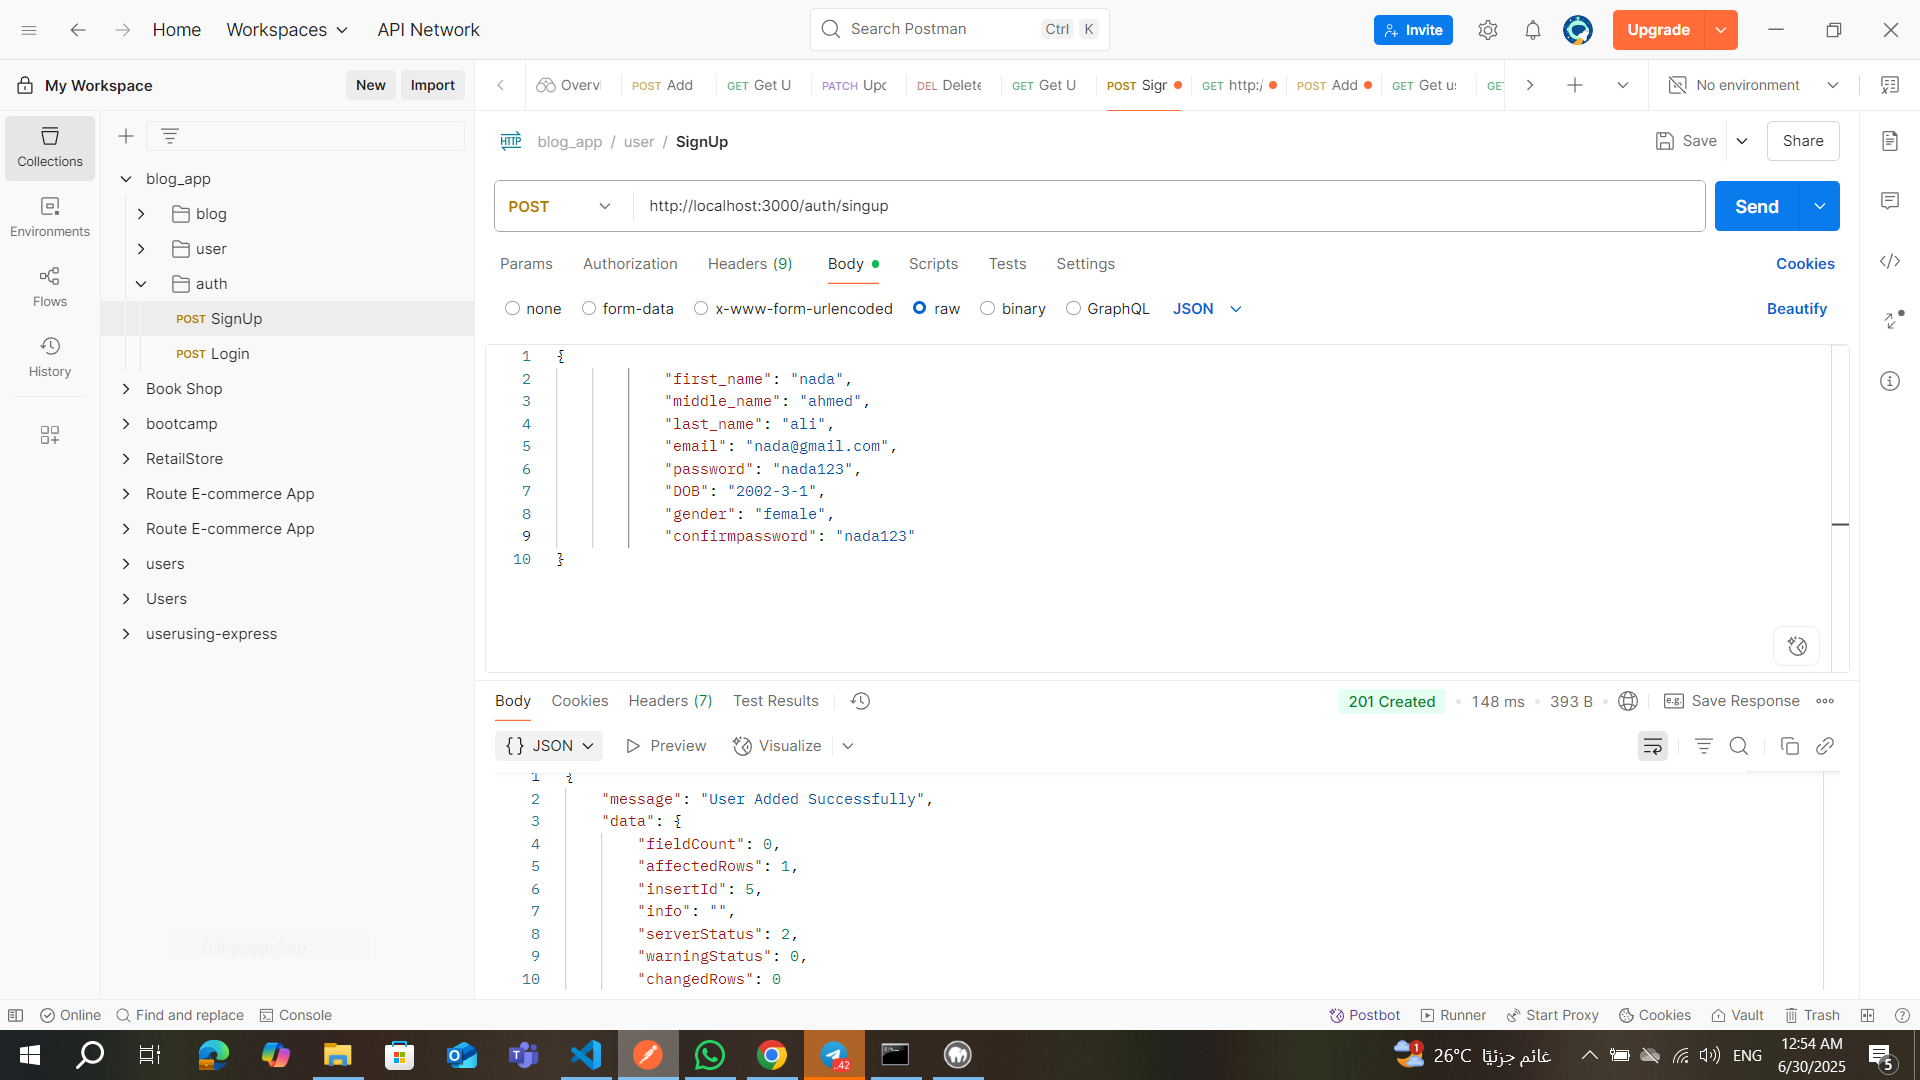 Home
Workspaces
API Network
Search Postman
Ctrl K
Invite
Upgrade
My Workspace
New
Import
Overvi
POST Add
GET Get U
PATCH Upc
DEL Delete
GET Get U
POST Sigr
GET http:/
POST Add
GET Get u
GE
No environment
Collections
Environments
Flows
History
blog_app
blog
user
auth
POST SignUp
POST Login
Book Shop
bootcamp
RetailStore
Route E-commerce App
Route E-commerce App
users
Users
userusing-express
Full-screen Snip
HTTP blog_app / user / SignUp
Save
Share
POST
http://localhost:3000/auth/singup
Send
Params
Authorization
Headers (9)
Body
Scripts
Tests
Settings
Cookies
none
form-data
x-www-form-urlencoded
raw
binary
GraphQL
JSON
Beautify
1 {
2 "first_name": "nada",
3 "middle_name": "ahmed",
4 "last_name": "ali",
5 "email": "nada@gmail.com",
6 "password": "nada123",
7 "DOB": "2002-3-1",
8 "gender": "female",
9 "confirmpassword": "nada123"
10 }
Body
Cookies
Headers (7)
Test Results
201 Created
148 ms
393 B
e.g. Save Response
{} JSON
Preview
Visualize
1 {
2 "message": "User Added Successfully",
3 "data": {
4 "fieldCount": 0,
5 "affectedRows": 1,
6 "insertId": 5,
7 "info": "",
8 "serverStatus": 2,
9 "warningStatus": 0,
10 "changedRows": 0
Online
Find and replace
Console
Postbot
Runner
Start Proxy
Cookies
Vault
Trash
..42
1
26°C غائم جزئيًا
ENG
12:54 AM
6/30/2025
5